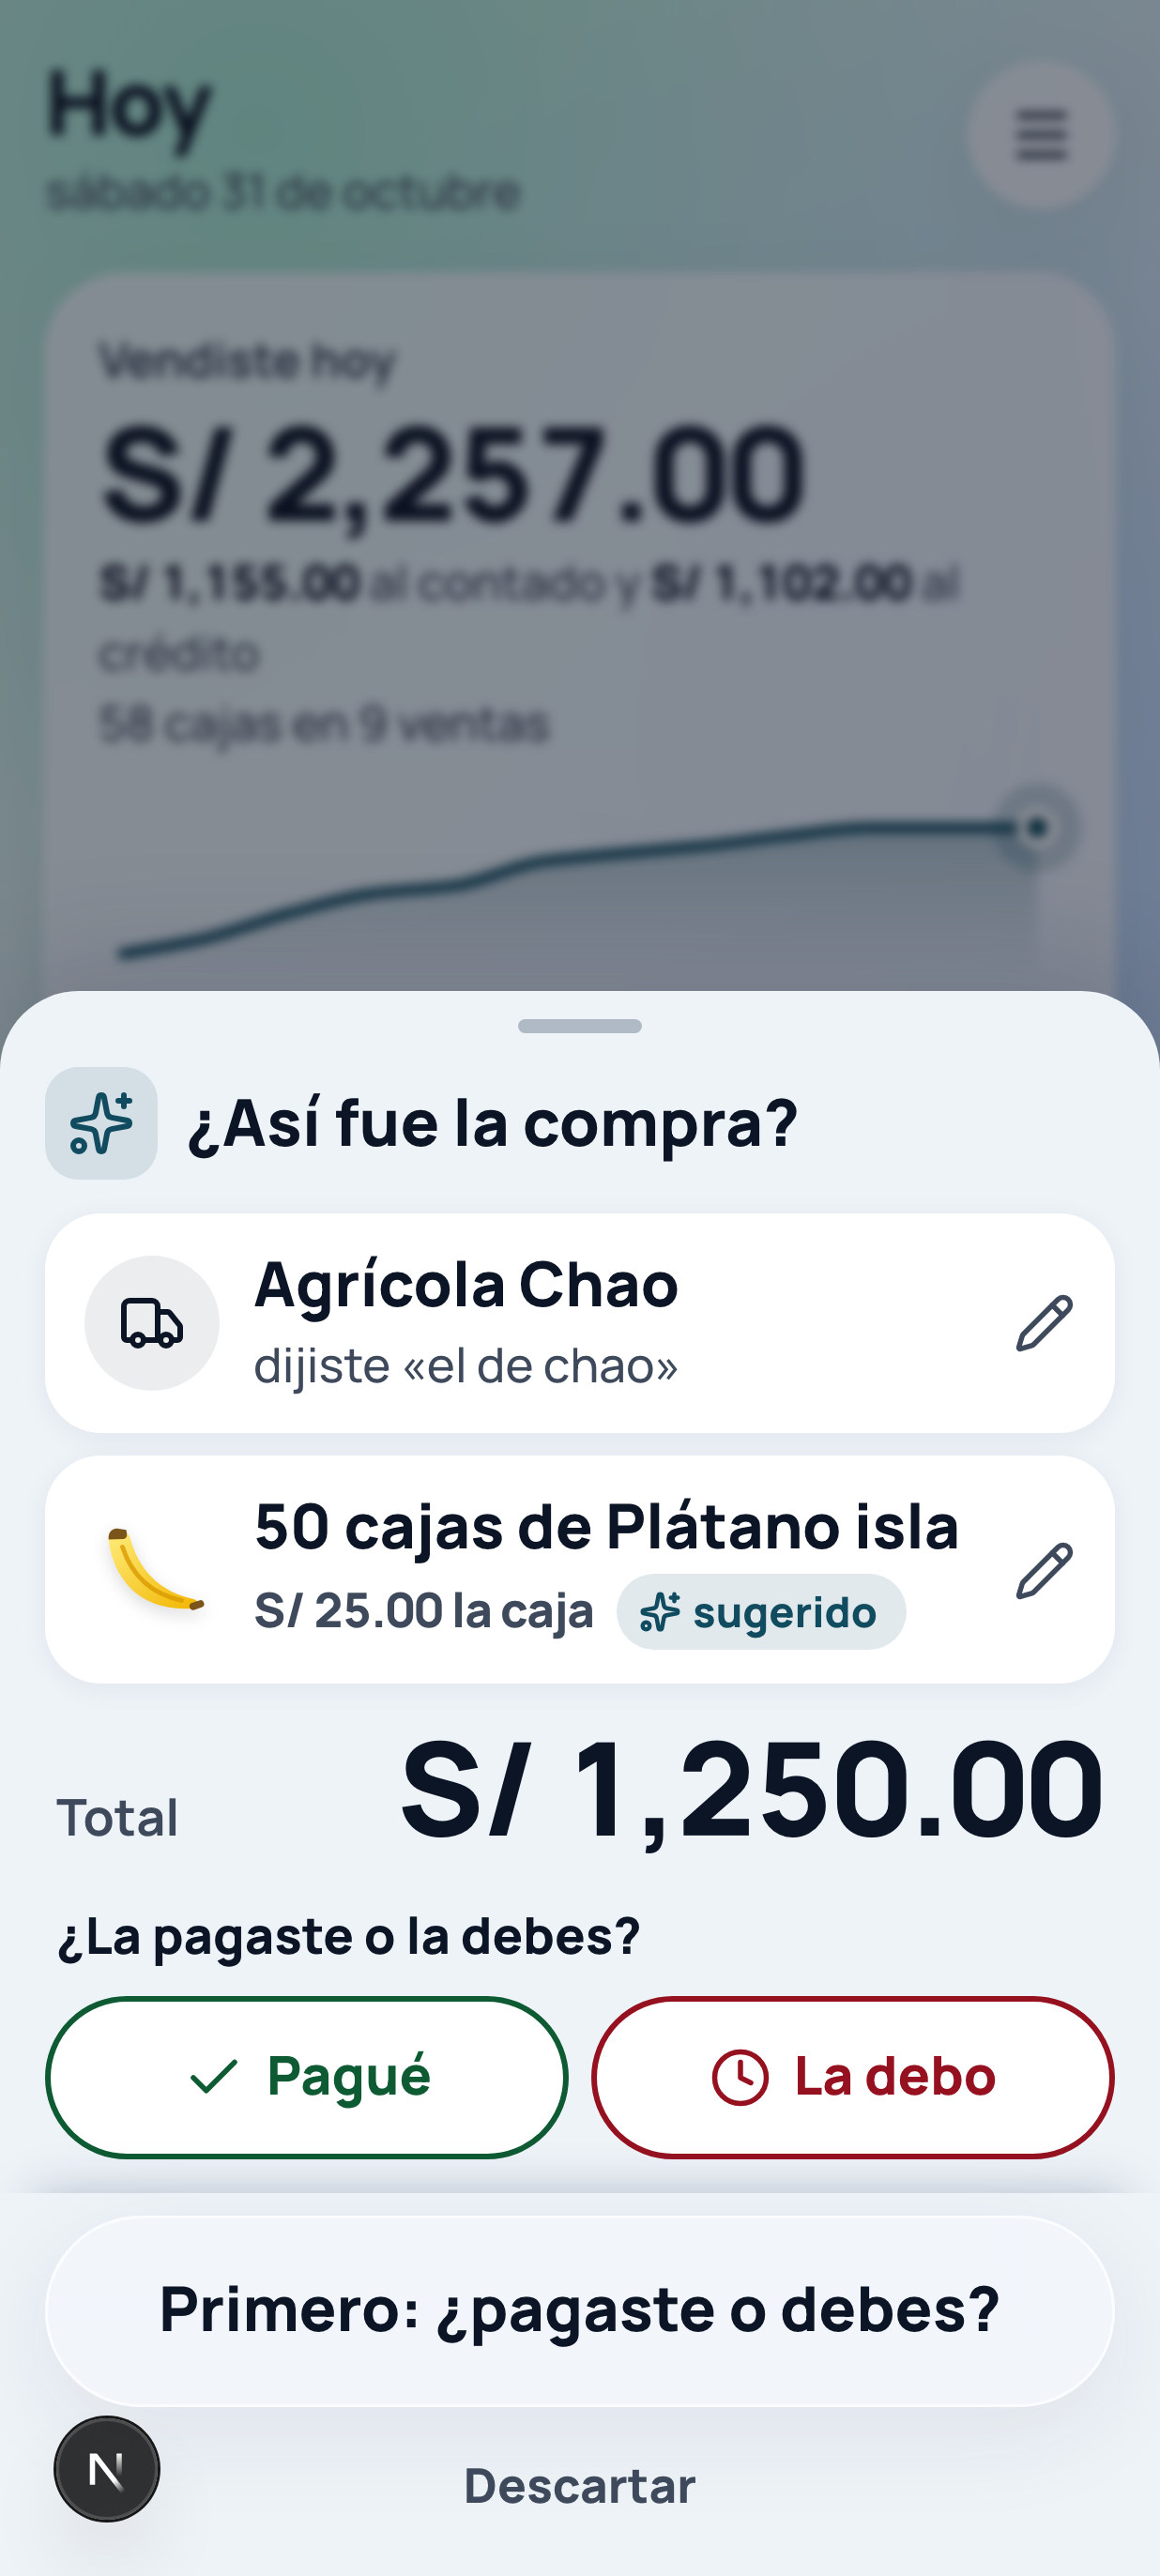 Hoy
sábado 31 de octubre
Vendiste hoy
S/ 2,257.00
S/ 1,155.00 al contado y S/ 1,102.00 al
crédito
58 cajas en 9 ventas
¿Así fue la compra?
Agrícola Chao
dijiste «el de chao»
50 cajas de Plátano isla
S/ 25.00 la caja sugerido
Total S/ 1,250.00
¿La pagaste o la debes?
Pagué La debo
Primero: ¿pagaste o debes?
N
Descartar